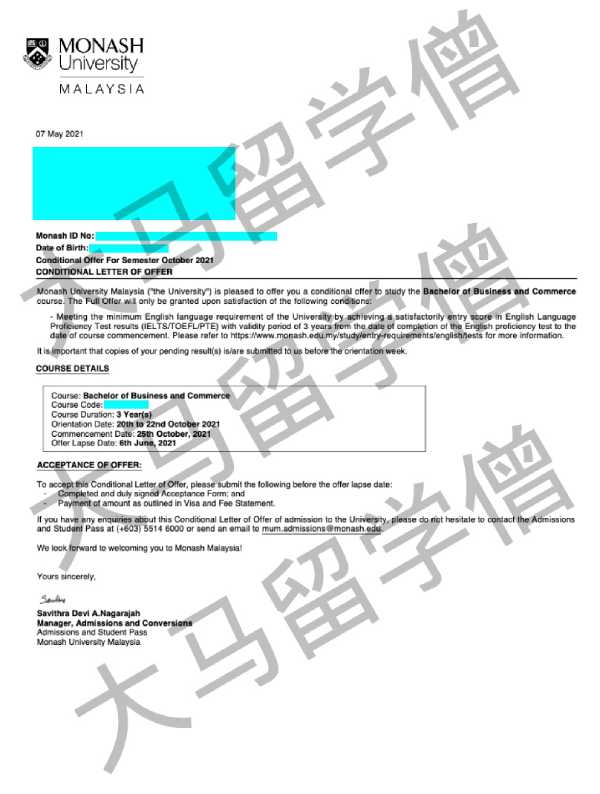 MONASH
University
MALAYSIA
07 May 2021
Monash ID No:
Date of Birth:
Conditional Offer For Semester October 2021
CONDITIONAL LETTER OF OFFER
Monash University Malaysia ("the University") is pleased to offer you a conditional offer to study the Bachelor of Business and Commerce
course. The Full Offer will only be granted upon satisfaction of the following conditions:
- Meeting the minimum English language requirement of the University by achieving a satisfactorily entry score in English Language
Proficiency Test results (IELTS/TOEFL/PTE) with validity period of 3 years from the date of completion of the English proficiency test to the
date of course commencement. Please refer to https://www.monash.edu.my/study/entry-requirements/english/tests for more information.
It is important that copies of your pending result(s) is/are submitted to us before the orientation week.
COURSE DETAILS
Course: Bachelor of Business and Commerce
Course Code:
Course Duration: 3 Year(s)
Orientation Date: 20th to 22nd October 2021
Commencement Date: 25th October, 2021
Offer Lapse Date: 6th June, 2021
ACCEPTANCE OF OFFER:
To accept this Conditional Letter of Offer, please submit the following before the offer lapse date:
- Completed and duly signed Acceptance Form; and
- Payment of amount as outlined in Visa and Fee Statement.
If you have any enquiries about this Conditional Letter of Offer of admission to the University, please do not hesitate to contact the Admissions
and Student Pass at (+603) 5514 6000 or send an email to mum.admissions@monash.edu.
We look forward to welcoming you to Monash Malaysia!
Yours sincerely,
Savithra Devi A.Nagarajah
Manager, Admissions and Conversions
Admissions and Student Pass
Monash University Malaysia
大马留学僧
大马留学僧
大马留学僧